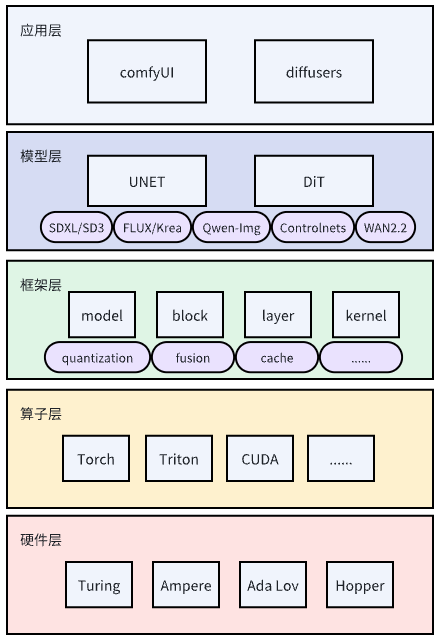 应用层
comfyUI
diffusers
模型层
UNET
DiT
SDXL/SD3
FLUX/Krea
Qwen-Img
Controlnets
WAN2.2
框架层
model
block
layer
kernel
quantization
fusion
cache
......
算子层
Torch
Triton
CUDA
......
硬件层
Turing
Ampere
Ada Lov
Hopper